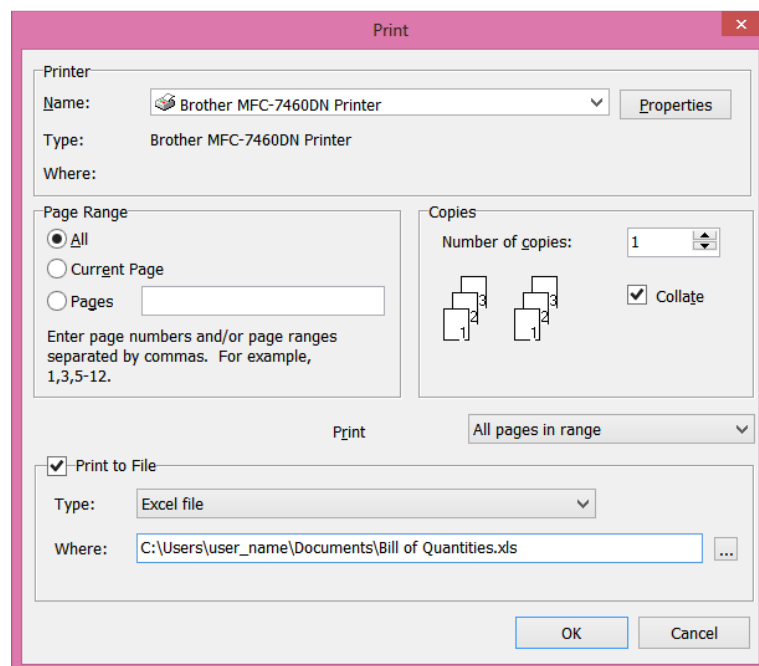 Print
Printer
Name:
Brother MFC-7460DN Printer
Properties
Type:
Brother MFC-7460DN Printer
Where:
Page Range
All
Current Page
Pages
Enter page numbers and/or page ranges
separated by commas. For example,
1,3,5-12.
Copies
Number of copies:
1
1 2 3
1 2 3
Collate
Print
All pages in range
Print to File
Type:
Excel file
Where:
C:\Users\user_name\Documents\Bill of Quantities.xls
...
OK
Cancel